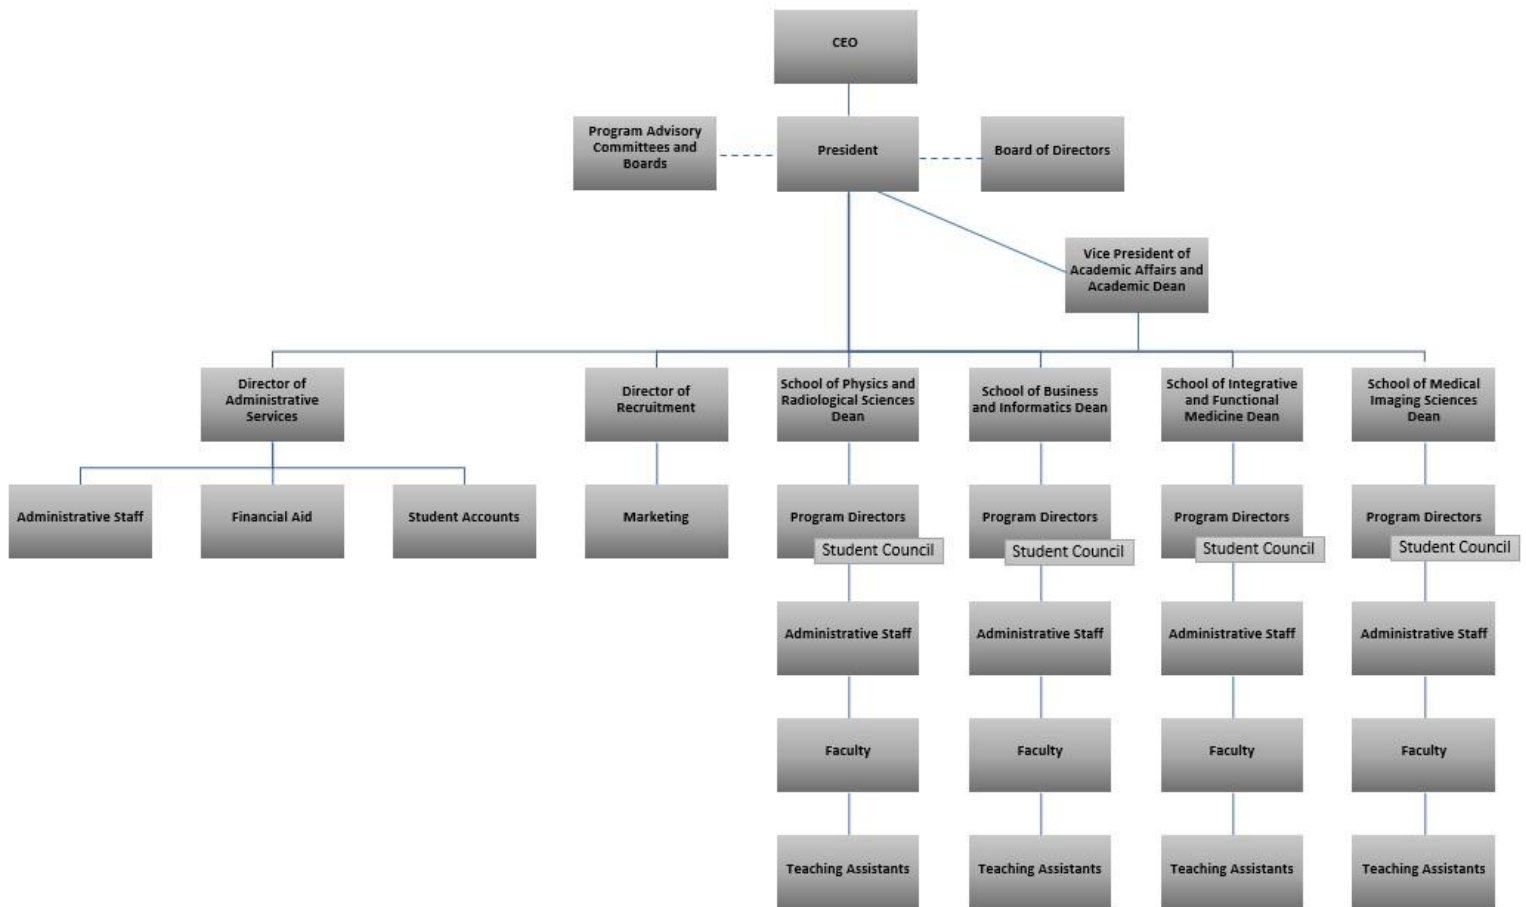 CEO
Program Advisory
Committees and
Boards
President
Board of Directors
Vice President of
Academic Affairs and
Academic Dean
Director of
Administrative
Services
Director of
Recruitment
School of Physics and
Radiological Sciences
Dean
School of Business
and Informatics Dean
School of Integrative
and Functional
Medicine Dean
School of Medical
Imaging Sciences
Dean
Administrative Staff
Financial Aid
Student Accounts
Marketing
Program Directors
Program Directors
Program Directors
Program Directors
Student Council
Student Council
Student Council
Student Council
Administrative Staff
Administrative Staff
Administrative Staff
Administrative Staff
Faculty
Faculty
Faculty
Faculty
Teaching Assistants
Teaching Assistants
Teaching Assistants
Teaching Assistants